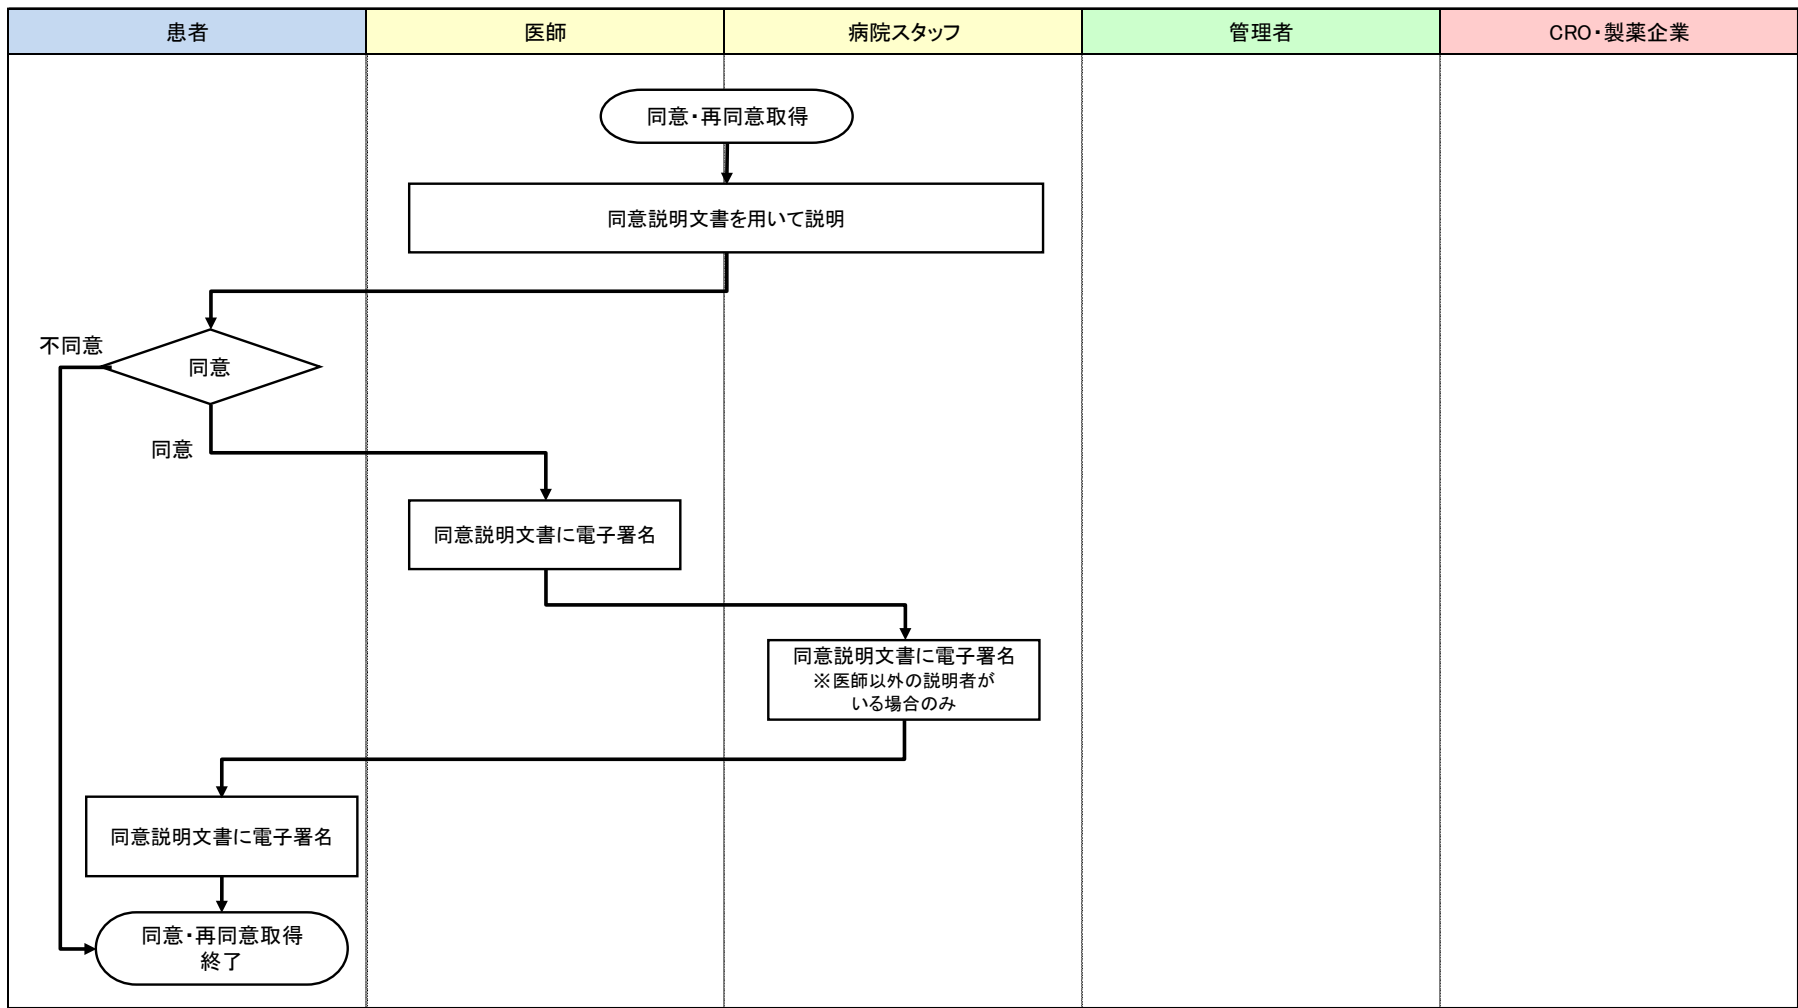 患者
医師
病院スタッフ
管理者
CRO・製薬企業
同意・再同意取得
同意説明文書を用いて説明
不同意
同意
同意
同意説明文書に電子署名
同意説明文書に電子署名
※医師以外の説明者が
いる場合のみ
同意説明文書に電子署名
同意・再同意取得
終了